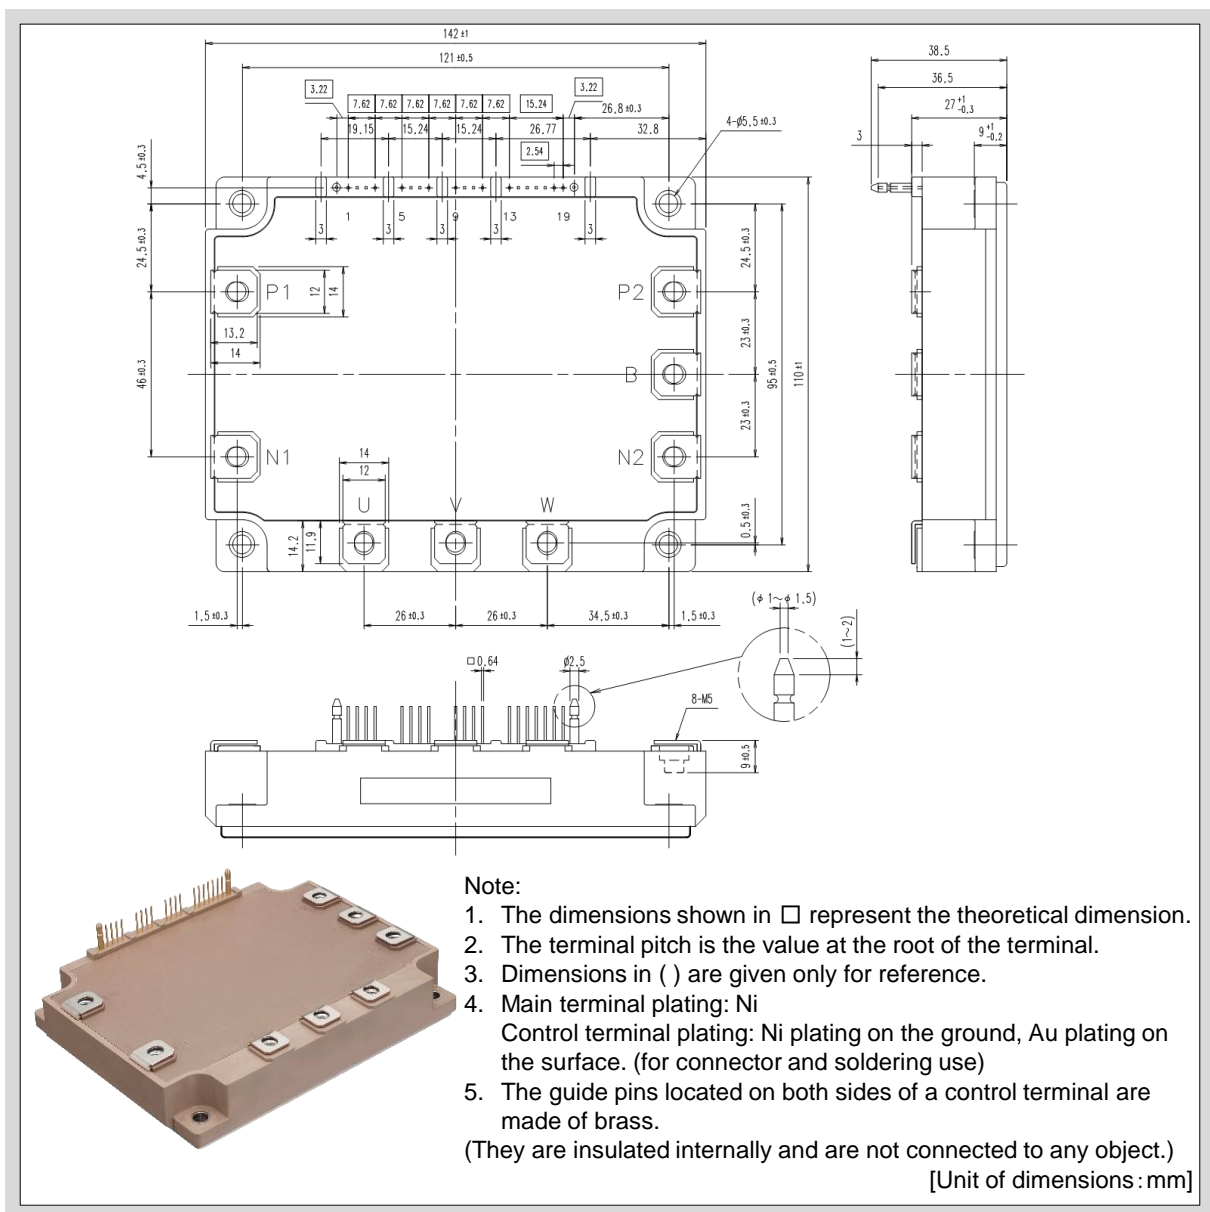 142 ±1
38.5
121 ±0.5
36.5
3.22
3.22
27 +1 -0.3
7.62 7.62 7.62 7.62 7.62 7.62 15.24
26.8 ±0.3
4-ø5.5 ±0.3
19.15 15.24 15.24 26.77 32.8
3
9 +1 -0.2
2.54
4.5 ±0.3
1 5 9 13 19
3 3 3 3 3
24.5 ±0.3
24.5 ±0.3
P1
12
14
P2
13.2
14
23 ±0.3
46 ±0.3
B
95 ±0.5
110 ±1
23 ±0.3
N1
14
12
N2
U V W
14.2
11.9
0.5 ±0.3
1.5 ±0.3
26 ±0.3
26 ±0.3
34.5 ±0.3
1.5 ±0.3
(ø 1~ø 1.5)
(1~2)
□0.64
ø2.5
8-M5
9 ±0.5
Note:
1. The dimensions shown in □ represent the theoretical dimension.
2. The terminal pitch is the value at the root of the terminal.
3. Dimensions in ( ) are given only for reference.
4. Main terminal plating: Ni
Control terminal plating: Ni plating on the ground, Au plating on
the surface. (for connector and soldering use)
5. The guide pins located on both sides of a control terminal are
made of brass.
(They are insulated internally and are not connected to any object.)
[Unit of dimensions:mm]